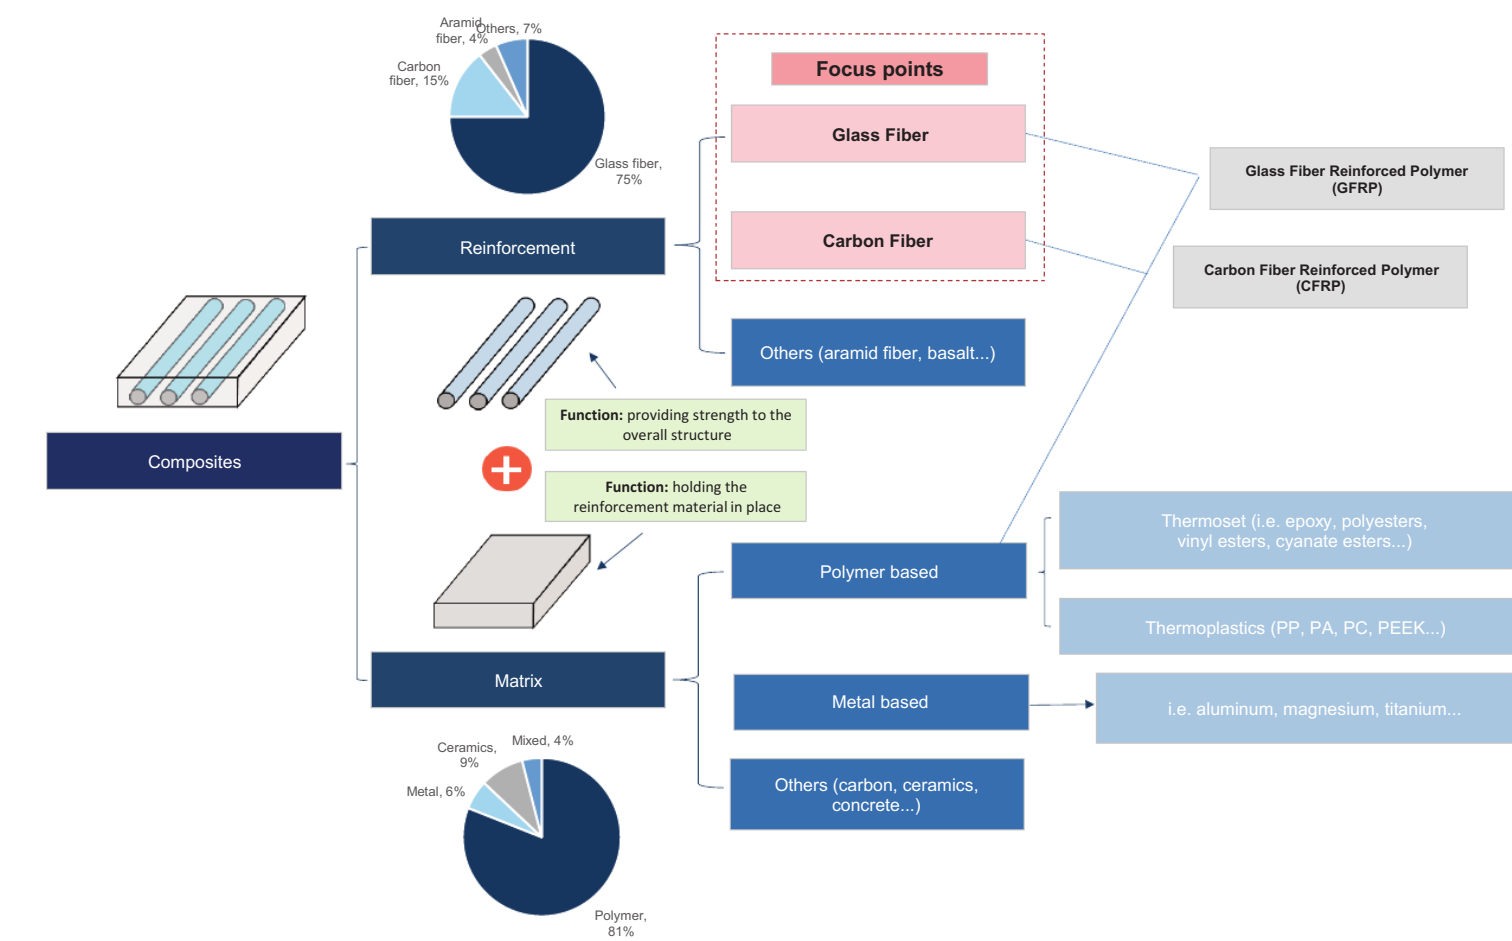 Aramid
fiber, 4%
Others, 7%
Carbon
fiber, 15%
Glass fiber,
75%
Focus points
Glass Fiber
Carbon Fiber
Glass Fiber Reinforced Polymer
(GFRP)
Carbon Fiber Reinforced Polymer
(CFRP)
Reinforcement
Others (aramid fiber, basalt...)
Function: providing strength to the
overall structure
Composites
Function: holding the
reinforcement material in place
Thermoset (i.e. epoxy, polyesters,
vinyl esters, cyanate esters...)
Polymer based
Thermoplastics (PP, PA, PC, PEEK...)
Matrix
Metal based
i.e. aluminum, magnesium, titanium...
Others (carbon, ceramics,
concrete...)
Mixed, 4%
Ceramics,
9%
Metal, 6%
Polymer,
81%